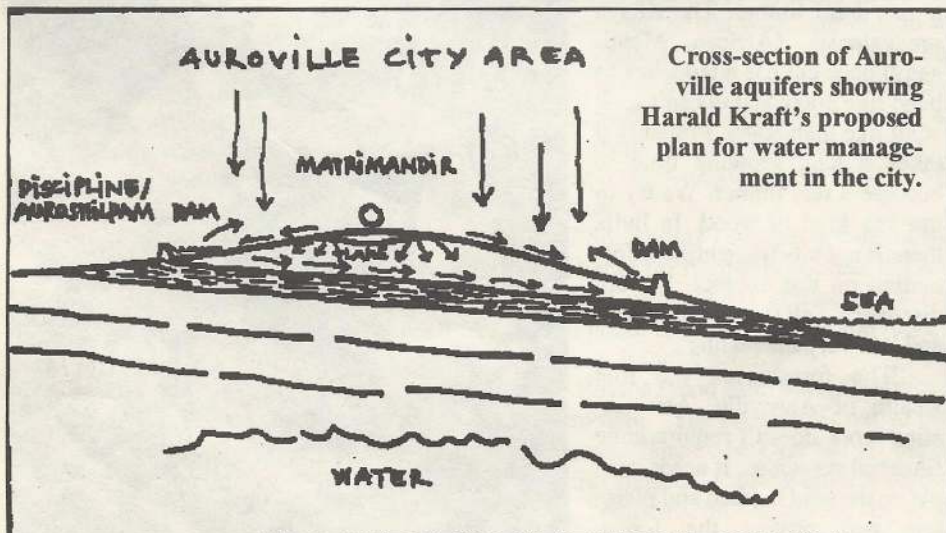 AUROVILLE CITY AREA
Cross-section of Auro-
ville aquifers showing
Harald Kraft's proposed
plan for water manage-
ment in the city.
MATRIMANDIR
DISCIPLINE/
AUROSHILPAM DAM
LAKE
DAM
SEA
WATER